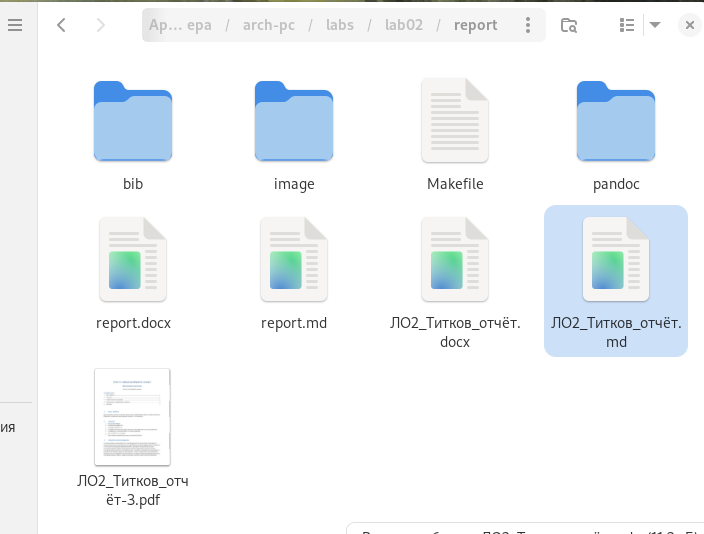 Ар... ера / arch-pc / labs / lab02 / report
bib
image
Makefile
pandoc
report.docx
report.md
ЛО2_Титков_отчёт.
docx
ЛО2_Титков_отчёт.
md
ия
ЛО2_Титков_отч
ёт-3.pdf